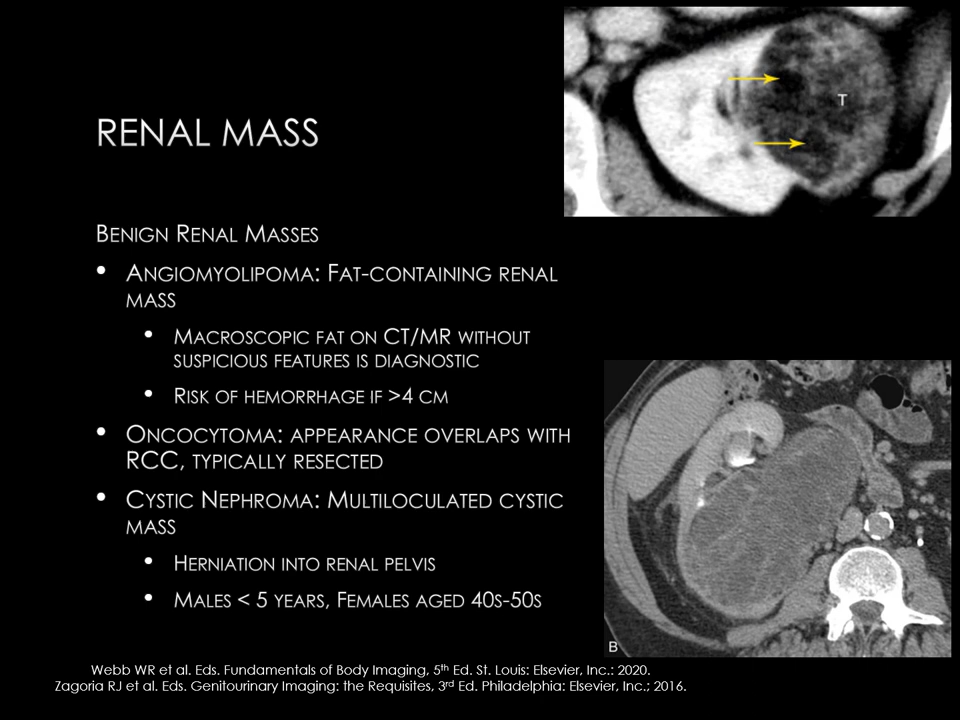 RENAL MASS
BENIGN RENAL MASSES
• ANGIOMYOLIPOMA: FAT-CONTAINING RENAL
MASS
• MACROSCOPIC FAT ON CT/MR WITHOUT
SUSPICIOUS FEATURES IS DIAGNOSTIC
• RISK OF HEMORRHAGE IF >4 CM
• ONCOCYTOMA: APPEARANCE OVERLAPS WITH
RCC, TYPICALLY RESECTED
• CYSTIC NEPHROMA: MULTILOCULATED CYSTIC
MASS
• HERNIATION INTO RENAL PELVIS
• MALES < 5 YEARS, FEMALES AGED 40S-50S
T
B
Webb WR et al. Eds. Fundamentals of Body Imaging, 5th Ed. St. Louis: Elsevier, Inc.: 2020.
Zagoria RJ et al. Eds. Genitourinary Imaging: the Requisites, 3rd Ed. Philadelphia: Elsevier, Inc.; 2016.